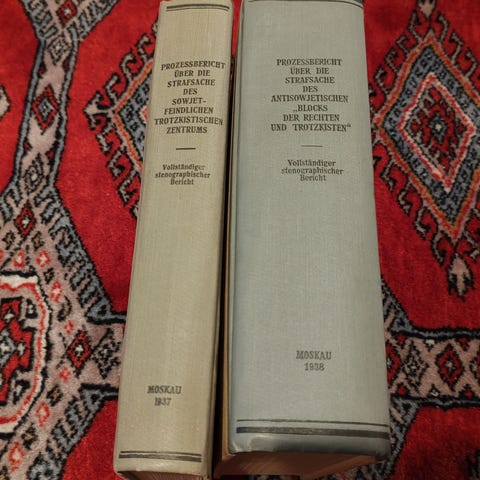 PROZESSBERICHT
ÜBER DIE
STRAFSACHE
DES
SOWJET-
FEINDLICHEN
TROTZKISTISCHEN
ZENTRUMS
Vollständiger
stenographischer
Bericht
MOSKAU
1937
PROZESSBERICHT
ÜBER DIE
STRAFSACHE
DES
ANTISOWJETISCHEN
„BLOCKS
DER RECHTEN
UND TROTZKISTEN“
Vollständiger
stenographischer
Bericht
MOSKAU
1938